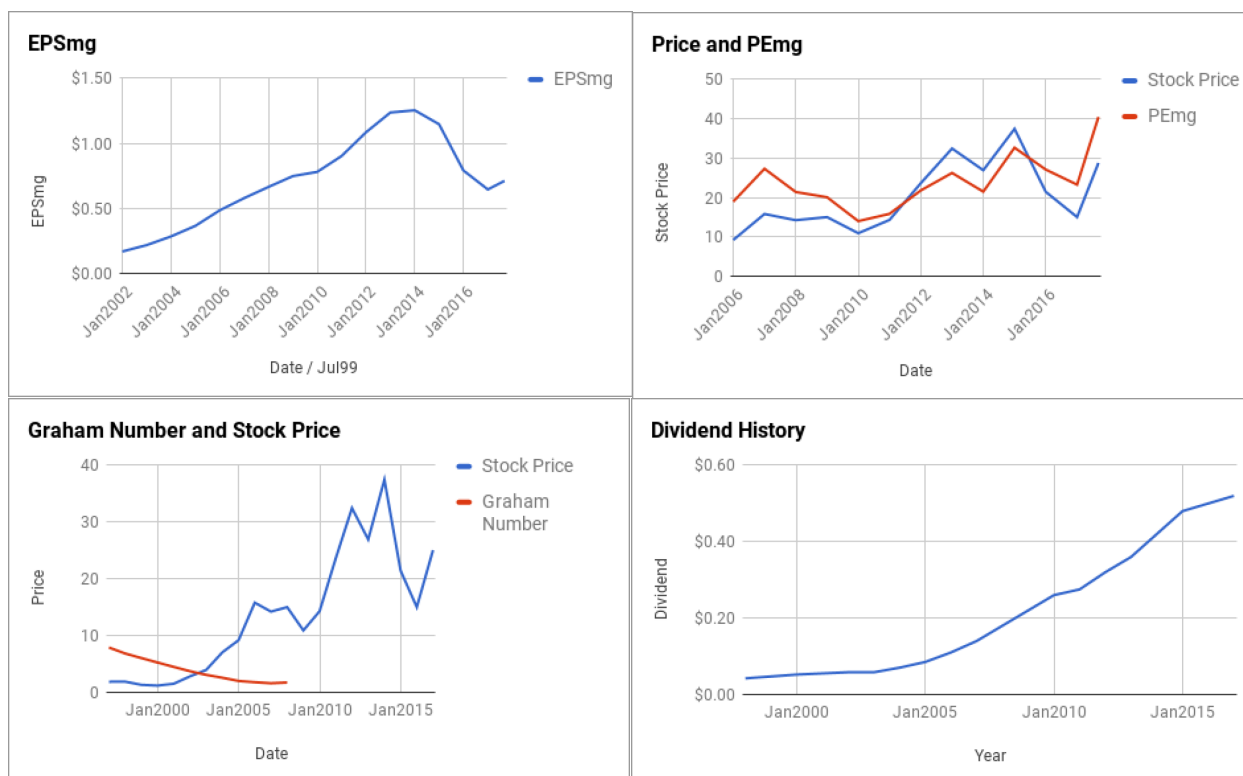 EPSmg
EPSmg
$1.50
$1.00
$0.50
$0.00
EPSmg
Jan2002
Jan2004
Jan2006
Jan2008
Jan2010
Jan2012
Jan2014
Jan2016
Date / Jul99
Price and PEmg
Stock Price
PEmg
50
40
30
20
10
0
Stock Price
Jan2006
Jan2008
Jan2010
Jan2012
Jan2014
Jan2016
Date
Graham Number and Stock Price
Stock Price
Graham
Number
40
30
20
10
0
Price
Jan2000
Jan2005
Jan2010
Jan2015
Date
Dividend History
$0.60
$0.40
$0.20
$0.00
Dividend
Jan2000
Jan2005
Jan2010
Jan2015
Year